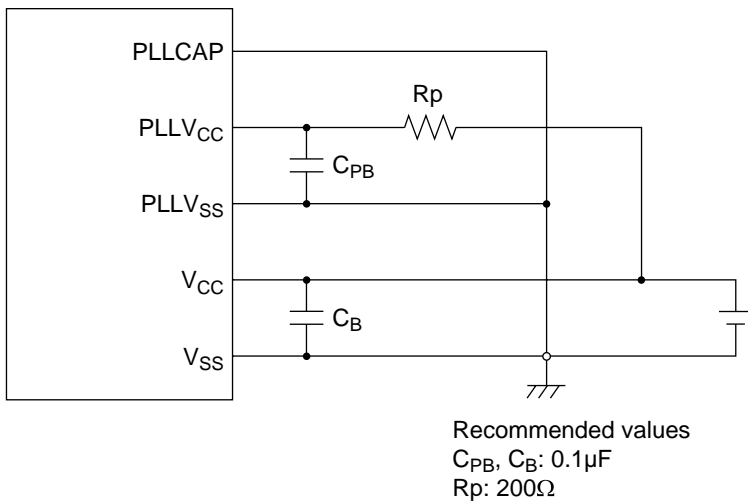 PLLCAP
Rp
PLLVCC
CPB
PLLVSS
VCC
CB
VSS
Recommended values
CPB, CB: 0.1µF
Rp: 200Ω